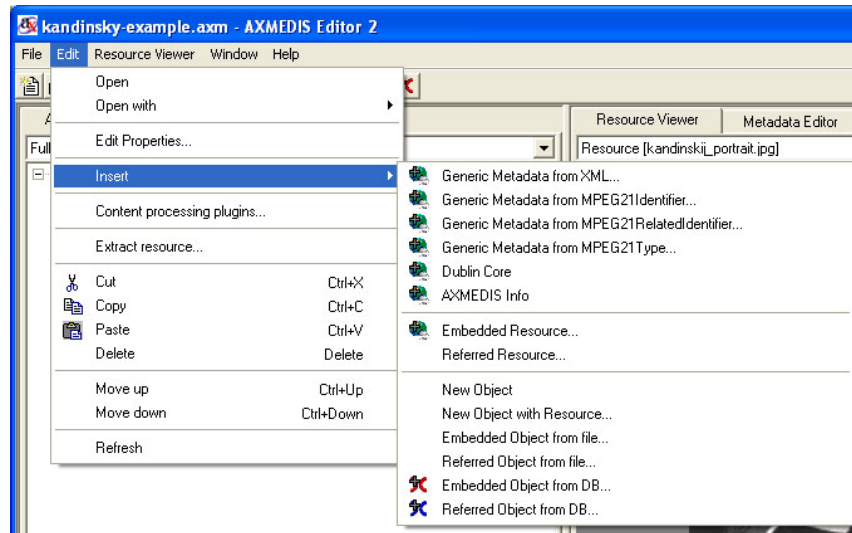 kandinsky-example.axm - AXMEDIS Editor 2
File Edit Resource Viewer Window Help
Open
Open with
Edit Properties...
Insert
Content processing plugins...
Extract resource...
Cut Ctrl+X
Copy Ctrl+C
Paste Ctrl+V
Delete Delete
Move up Ctrl+Up
Move down Ctrl+Down
Refresh
Full
Resource Viewer Metadata Editor
Resource [kandinskij_portrait.jpg]
Generic Metadata from XML...
Generic Metadata from MPEG21Identifier...
Generic Metadata from MPEG21RelatedIdentifier...
Generic Metadata from MPEG21Type...
Dublin Core
AXMEDIS Info
Embedded Resource...
Referred Resource...
New Object
New Object with Resource...
Embedded Object from file...
Referred Object from file...
Embedded Object from DB...
Referred Object from DB...